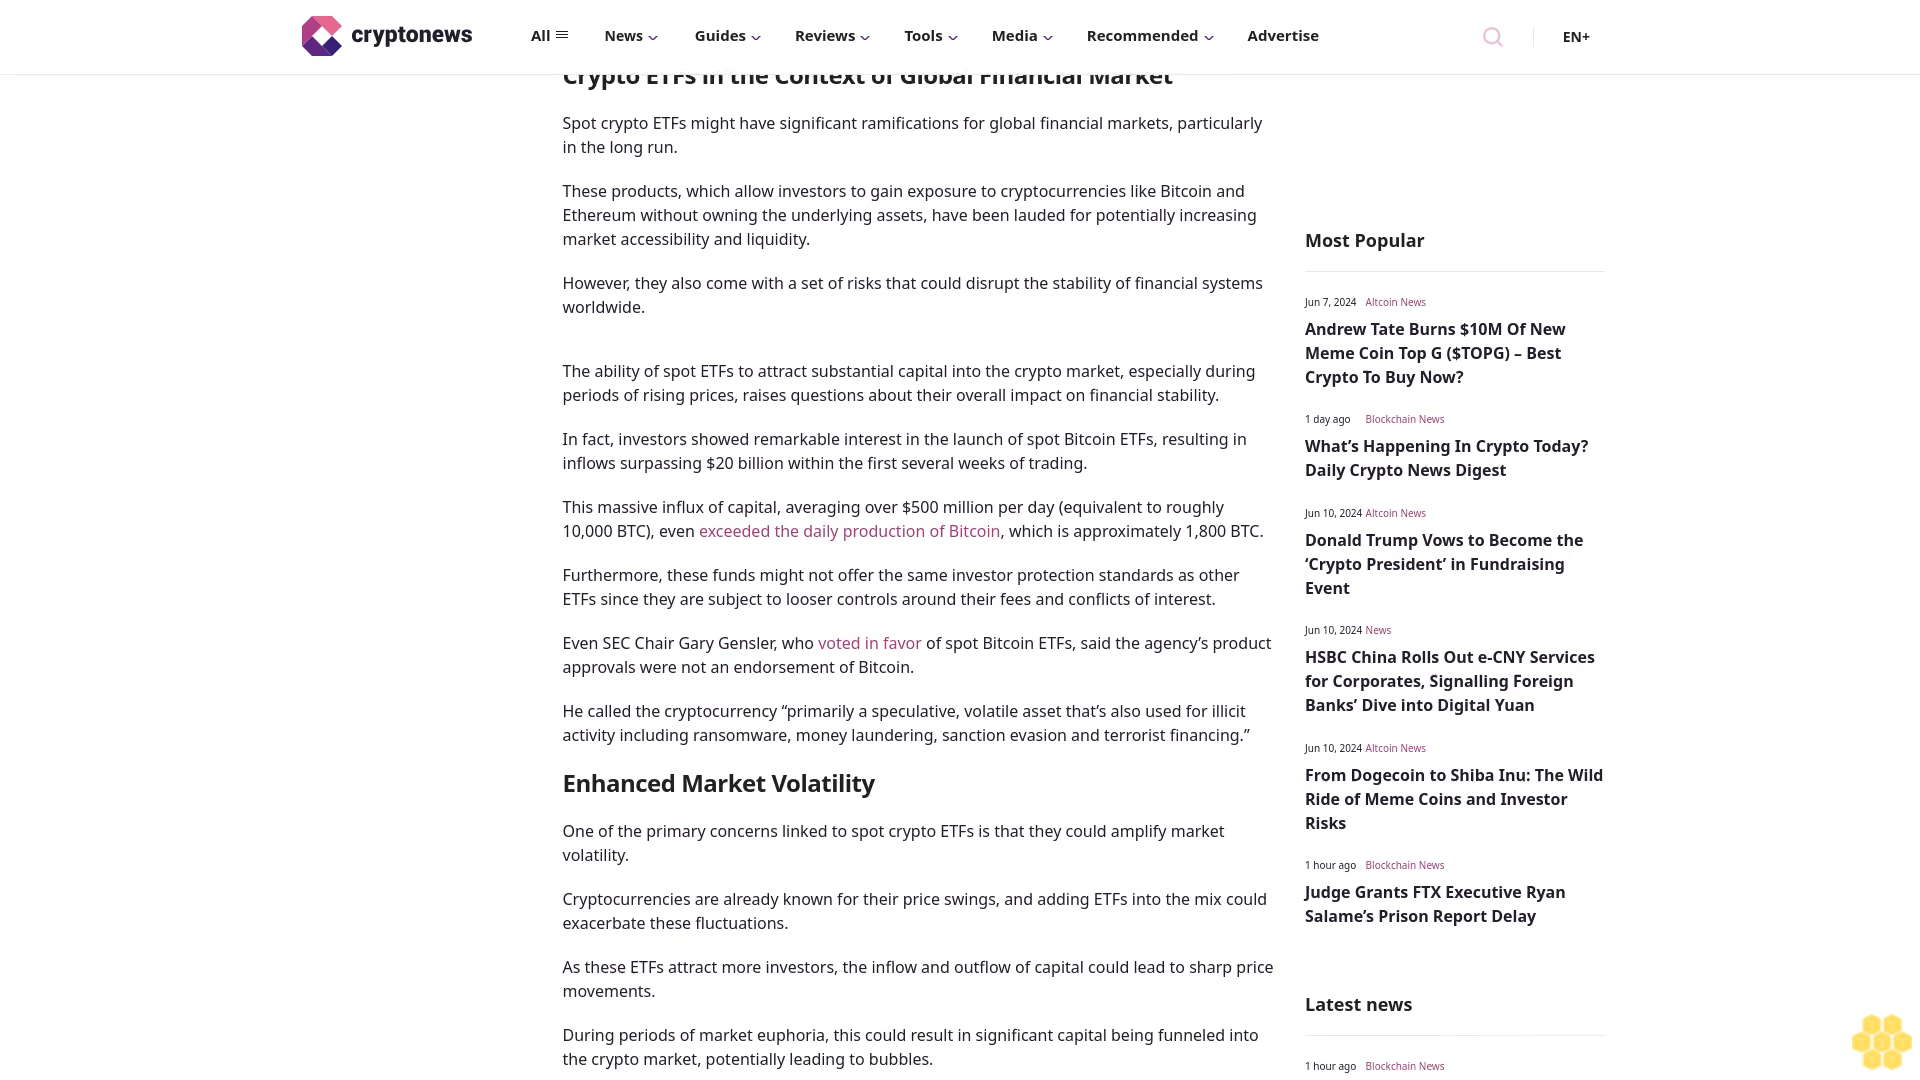 cryptonews
All
News
Guides
Reviews
Tools
Media
Recommended
Advertise
EN+
Crypto ETFs in the Context of Global Financial Market
Spot crypto ETFs might have significant ramifications for global financial markets, particularly
in the long run.
These products, which allow investors to gain exposure to cryptocurrencies like Bitcoin and
Ethereum without owning the underlying assets, have been lauded for potentially increasing
market accessibility and liquidity.
However, they also come with a set of risks that could disrupt the stability of financial systems
worldwide.
The ability of spot ETFs to attract substantial capital into the crypto market, especially during
periods of rising prices, raises questions about their overall impact on financial stability.
In fact, investors showed remarkable interest in the launch of spot Bitcoin ETFs, resulting in
inflows surpassing $20 billion within the first several weeks of trading.
This massive influx of capital, averaging over $500 million per day (equivalent to roughly
10,000 BTC), even exceeded the daily production of Bitcoin, which is approximately 1,800 BTC.
Furthermore, these funds might not offer the same investor protection standards as other
ETFs since they are subject to looser controls around their fees and conflicts of interest.
Even SEC Chair Gary Gensler, who voted in favor of spot Bitcoin ETFs, said the agency’s product
approvals were not an endorsement of Bitcoin.
He called the cryptocurrency “primarily a speculative, volatile asset that’s also used for illicit
activity including ransomware, money laundering, sanction evasion and terrorist financing.”
Enhanced Market Volatility
One of the primary concerns linked to spot crypto ETFs is that they could amplify market
volatility.
Cryptocurrencies are already known for their price swings, and adding ETFs into the mix could
exacerbate these fluctuations.
As these ETFs attract more investors, the inflow and outflow of capital could lead to sharp price
movements.
During periods of market euphoria, this could result in significant capital being funneled into
the crypto market, potentially leading to bubbles.
Most Popular
Jun 7, 2024 Altcoin News
Andrew Tate Burns $10M Of New
Meme Coin Top G ($TOPG) – Best
Crypto To Buy Now?
1 day ago Blockchain News
What’s Happening In Crypto Today?
Daily Crypto News Digest
Jun 10, 2024 Altcoin News
Donald Trump Vows to Become the
‘Crypto President’ in Fundraising
Event
Jun 10, 2024 News
HSBC China Rolls Out e-CNY Services
for Corporates, Signalling Foreign
Banks’ Dive into Digital Yuan
Jun 10, 2024 Altcoin News
From Dogecoin to Shiba Inu: The Wild
Ride of Meme Coins and Investor
Risks
1 hour ago Blockchain News
Judge Grants FTX Executive Ryan
Salame’s Prison Report Delay
Latest news
1 hour ago Blockchain News